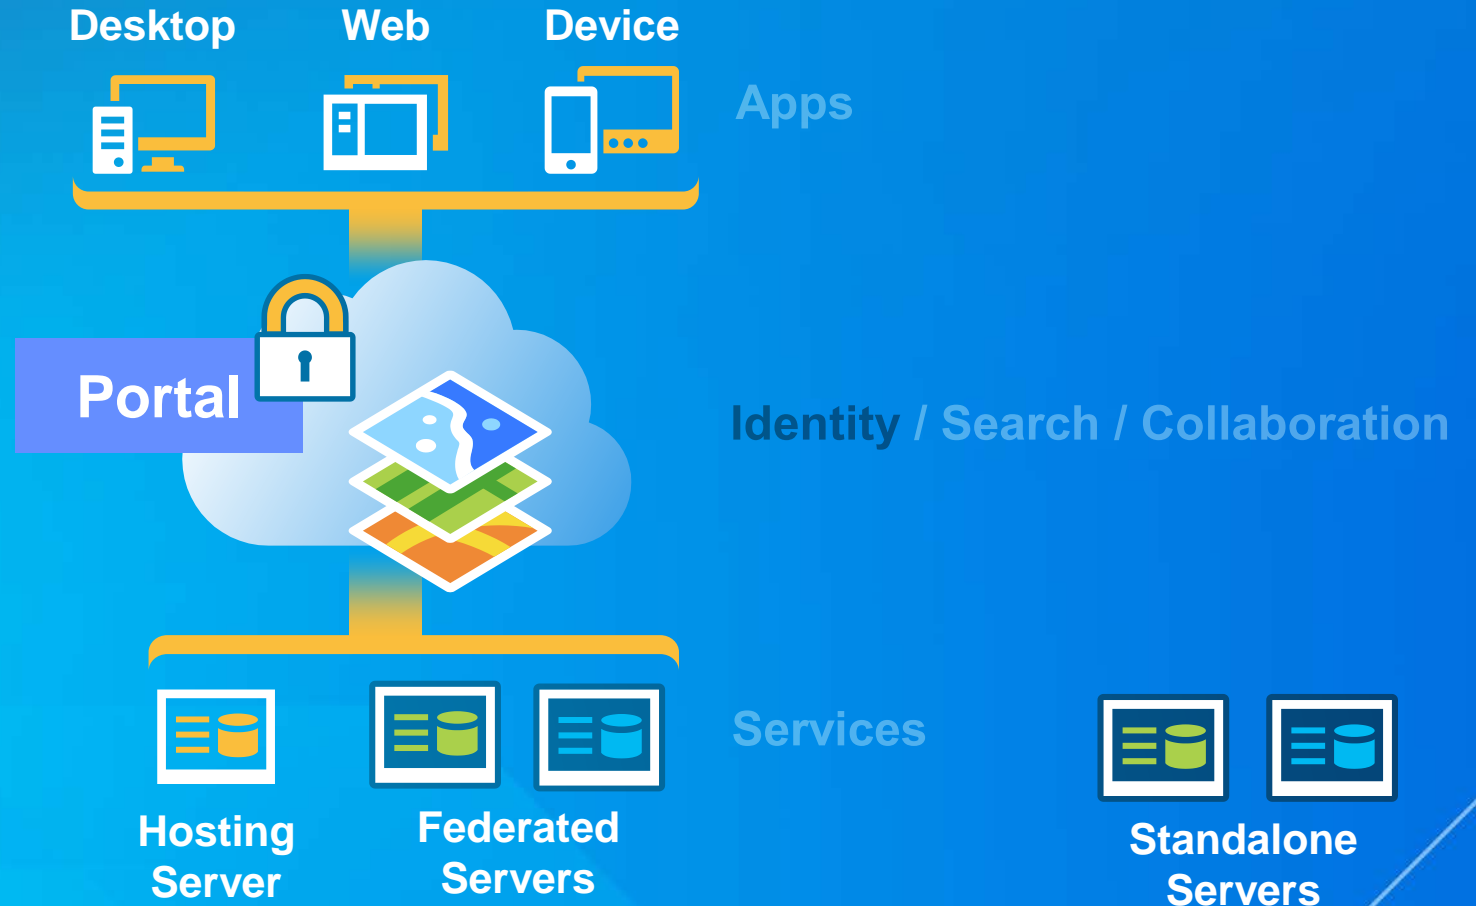 Desktop
Web
Device
Apps
Portal
Identity / Search / Collaboration
Services
Hosting
Server
Federated
Servers
Standalone
Servers